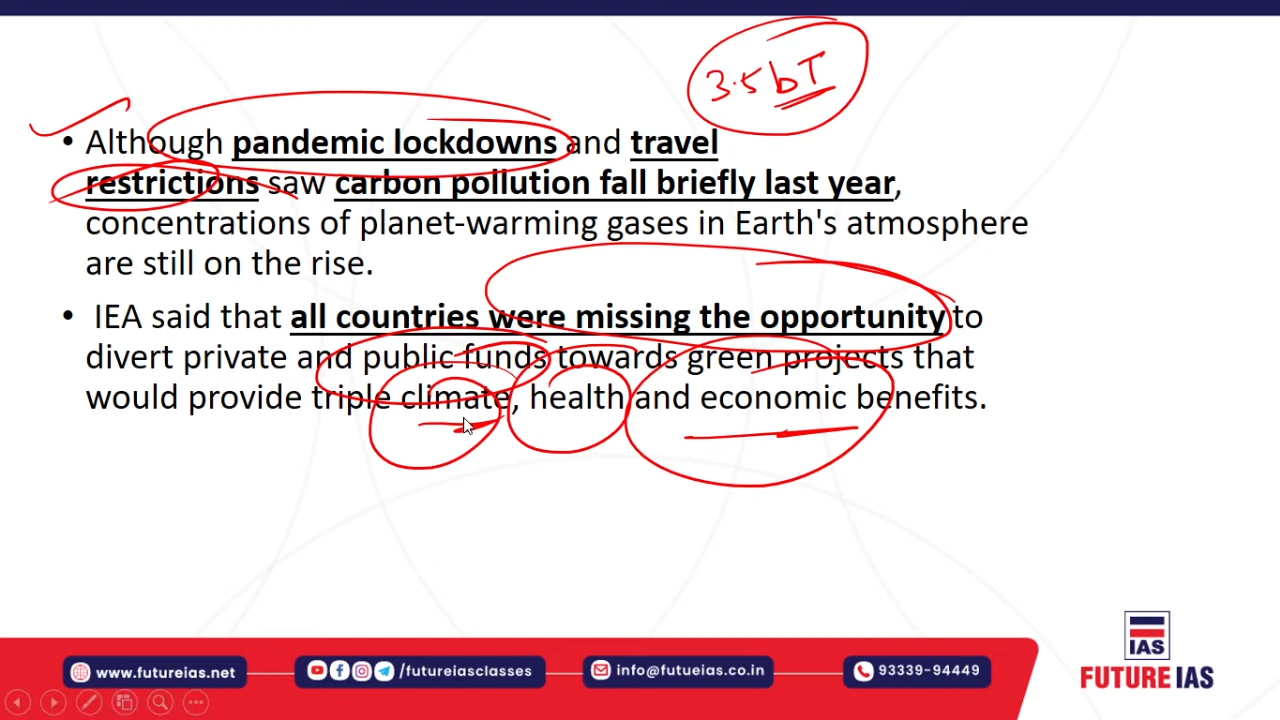 3.5 bT
• Although pandemic lockdowns and travel
restrictions saw carbon pollution fall briefly last year,
concentrations of planet-warming gases in Earth's atmosphere
are still on the rise.
• IEA said that all countries were missing the opportunity to
divert private and public funds towards green projects that
would provide triple climate, health and economic benefits.
IAS
FUTURE IAS
www.futureias.net
/futureiasclasses
info@futueias.co.in
93339-94449